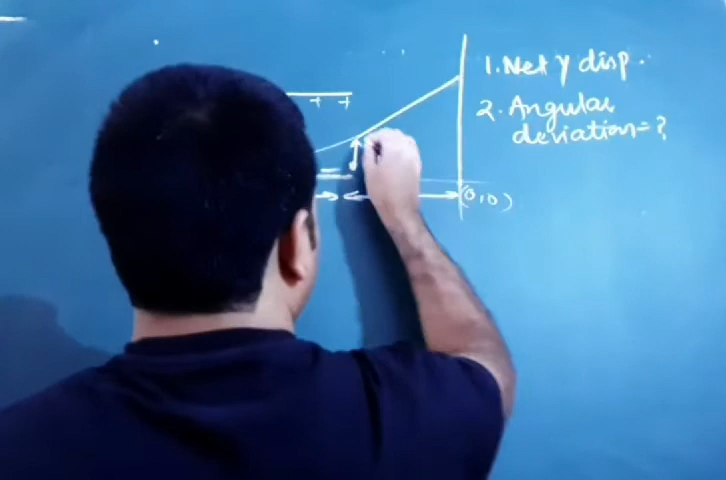 1. Net y disp.
2. Angular
deviation = ?
+ +
(0,0)